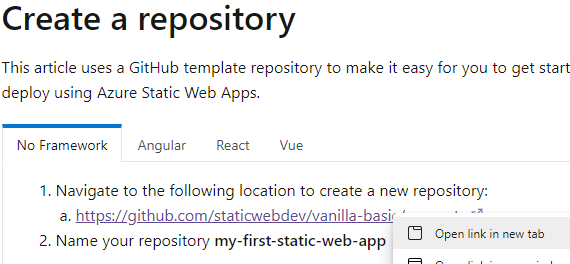 Create a repository
This article uses a GitHub template repository to make it easy for you to get start
deploy using Azure Static Web Apps.
No Framework Angular React Vue
1. Navigate to the following location to create a new repository:
a. https://github.com/staticwebdev/vanilla-basic/
Open link in new tab
2. Name your repository my-first-static-web-app